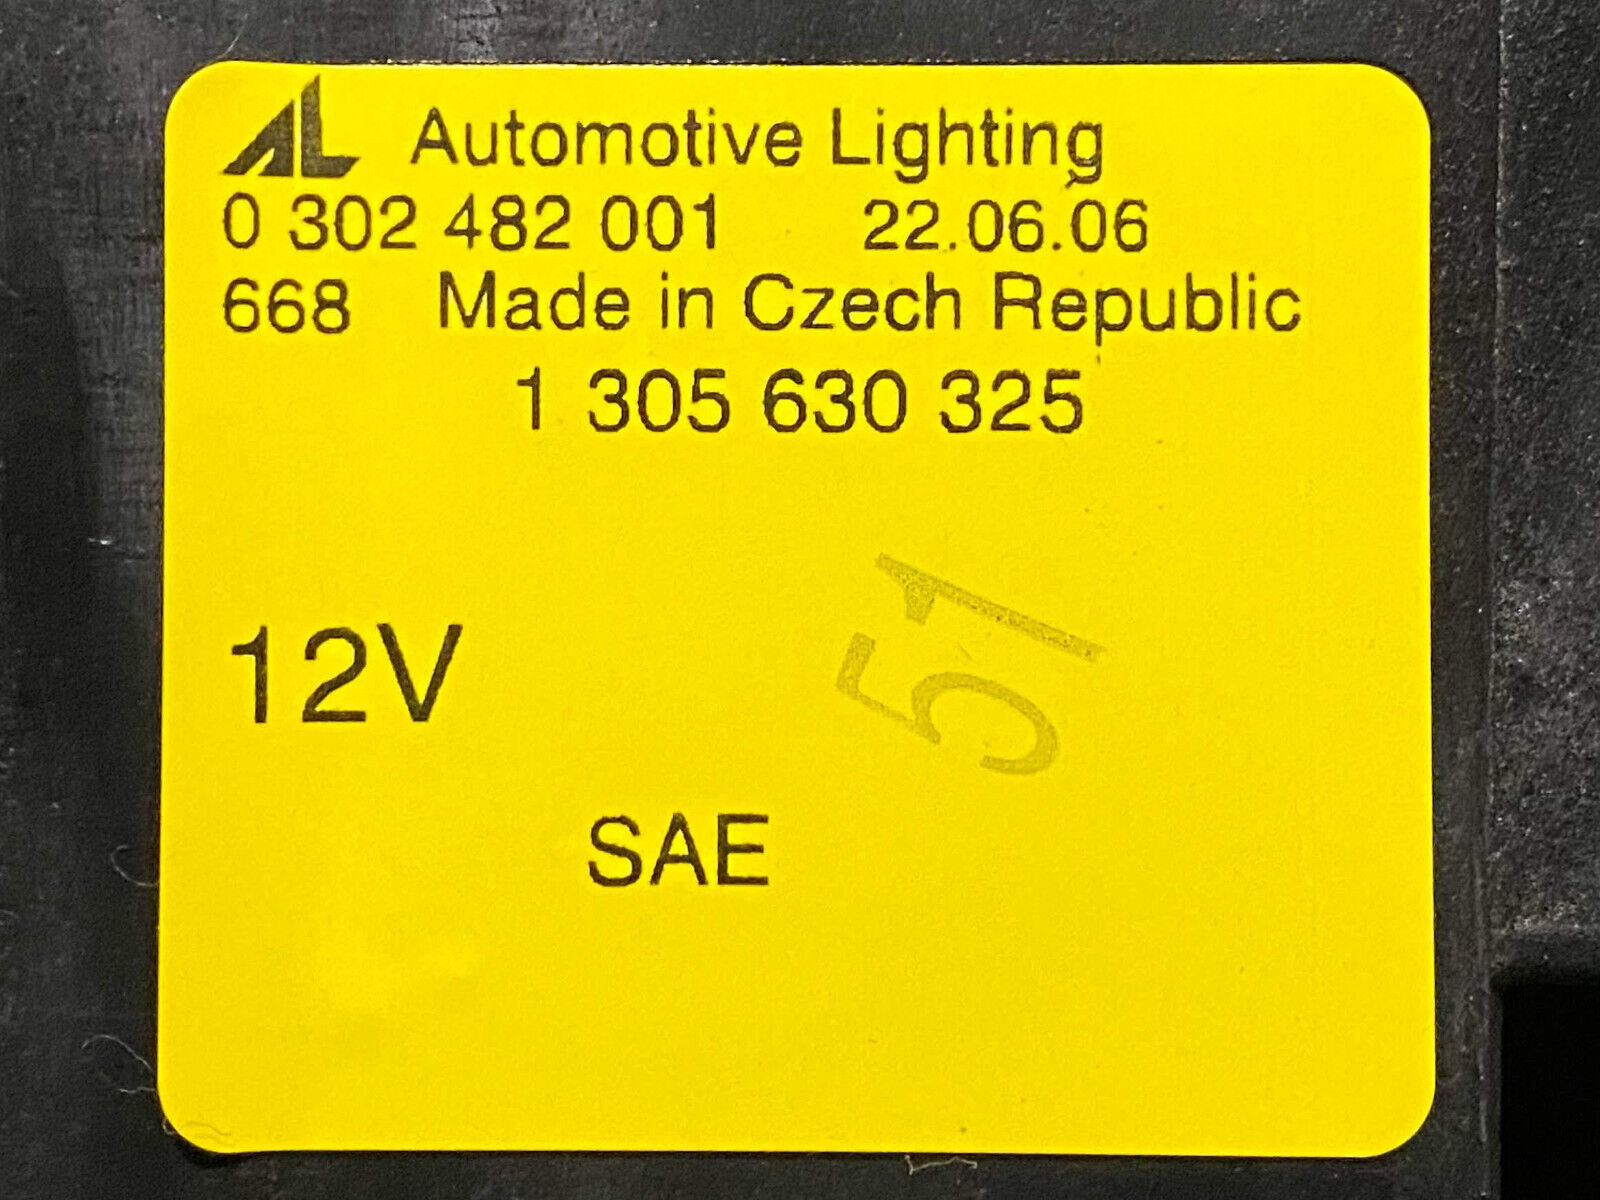 AL Automotive Lighting
0 302 482 001 22.06.06
668 Made in Czech Republic
1 305 630 325
51
12V
SAE